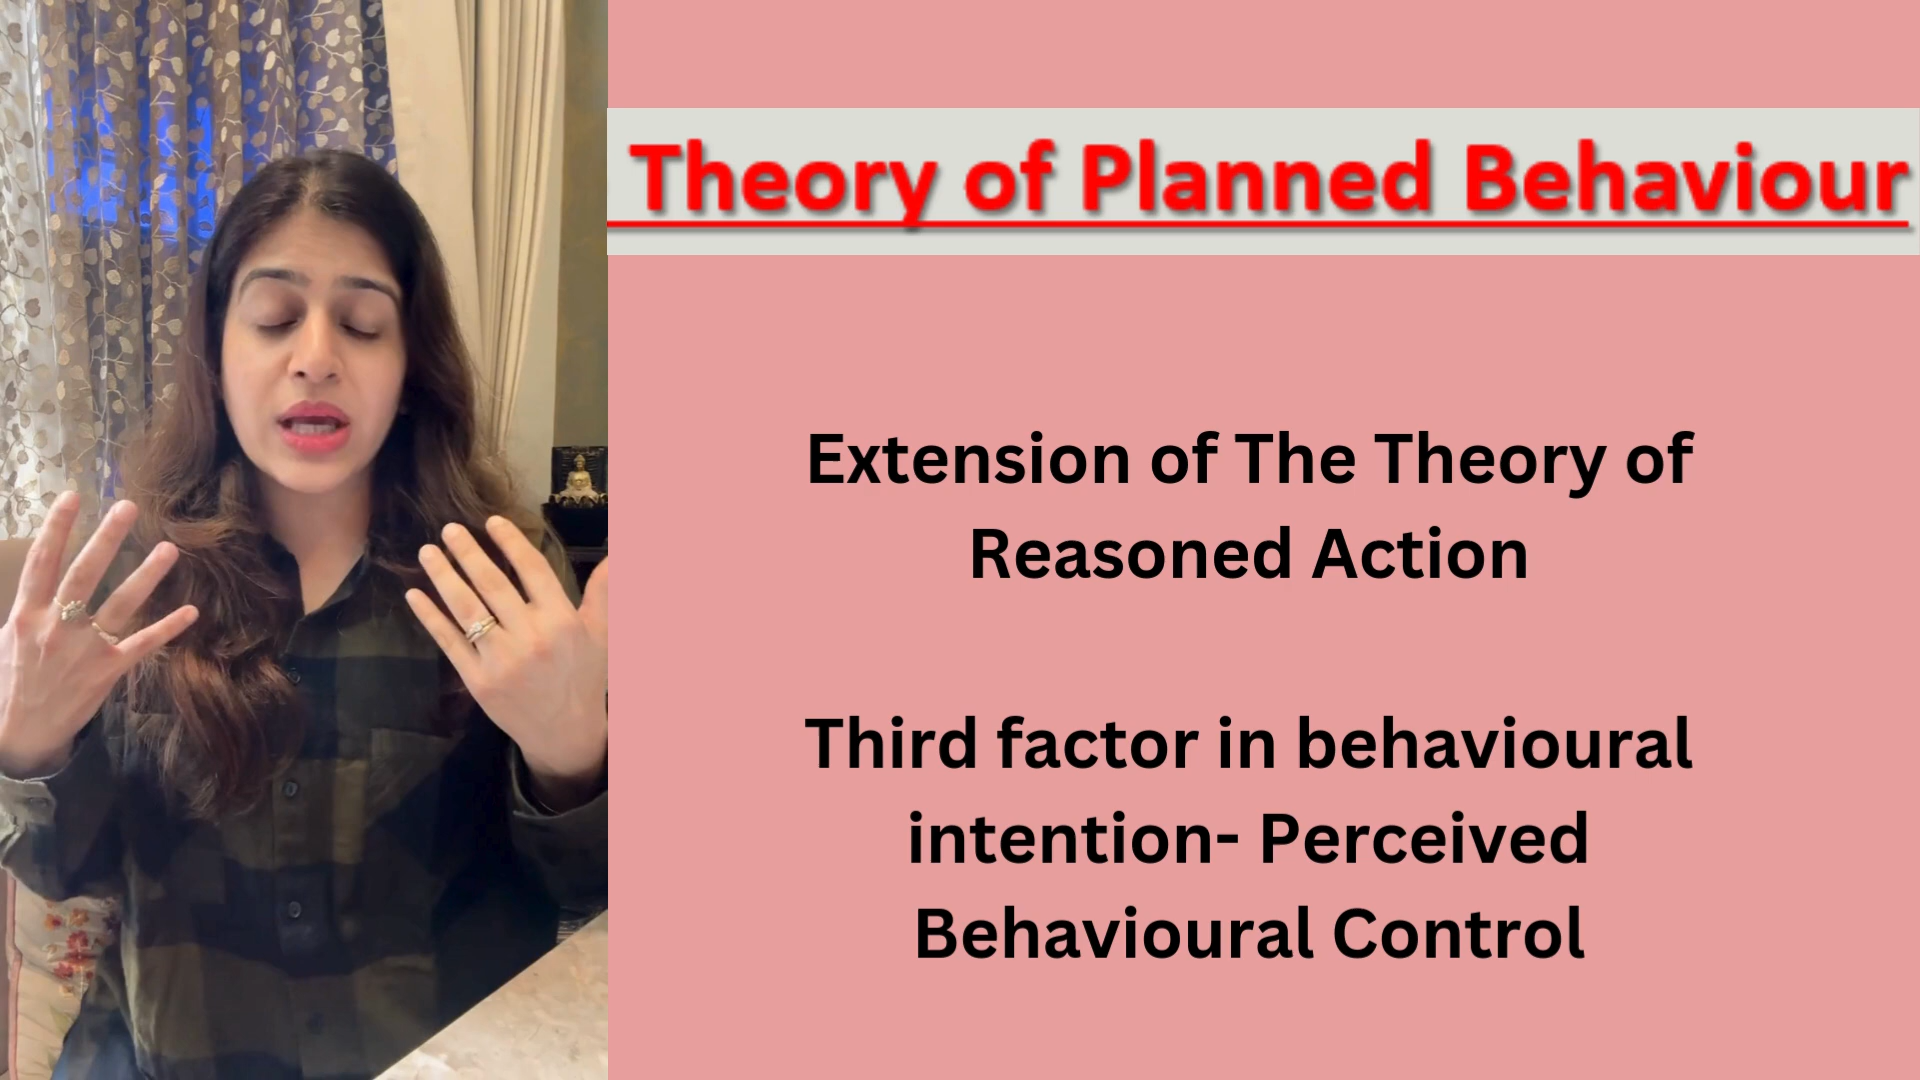 Theory of Planned Behaviour
Extension of The Theory of
Reasoned Action
Third factor in behavioural
intention- Perceived
Behavioural Control